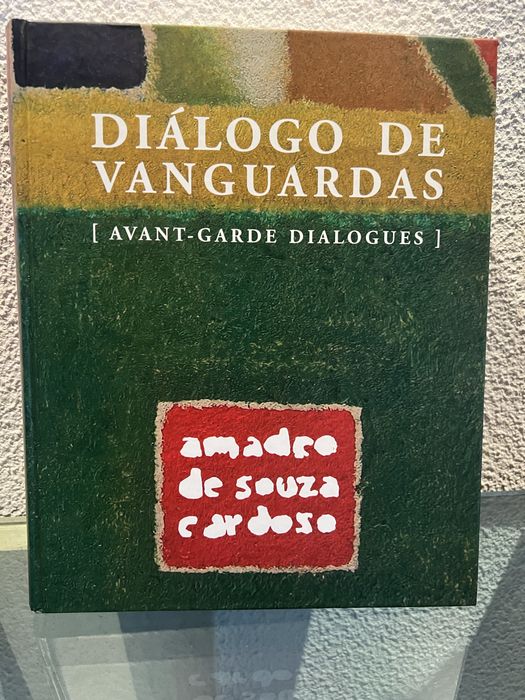 DIÁLOGO DE
VANGUARDAS
[ AVANT-GARDE DIALOGUES ]
amadeo
de souza
cardoso